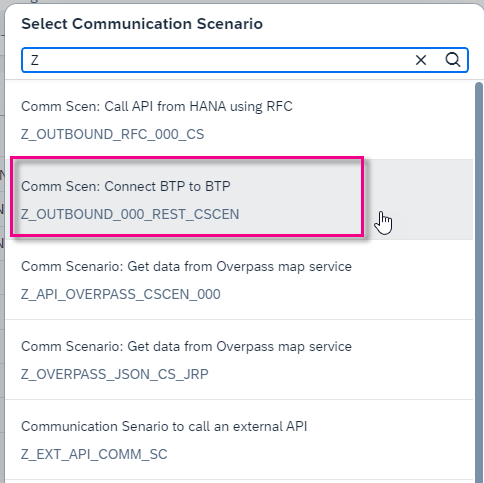 Select Communication Scenario
Z
Comm Scen: Call API from HANA using RFC
Z_OUTBOUND_RFC_000_CS
Comm Scen: Connect BTP to BTP
Z_OUTBOUND_000_REST_CSCEN
Comm Scenario: Get data from Overpass map service
Z_API_OVERPASS_CSCEN_000
Comm Scenario: Get data from Overpass map service
Z_OVERPASS_JSON_CS_JRP
Communication Senario to call an external API
Z_EXT_API_COMM_SC